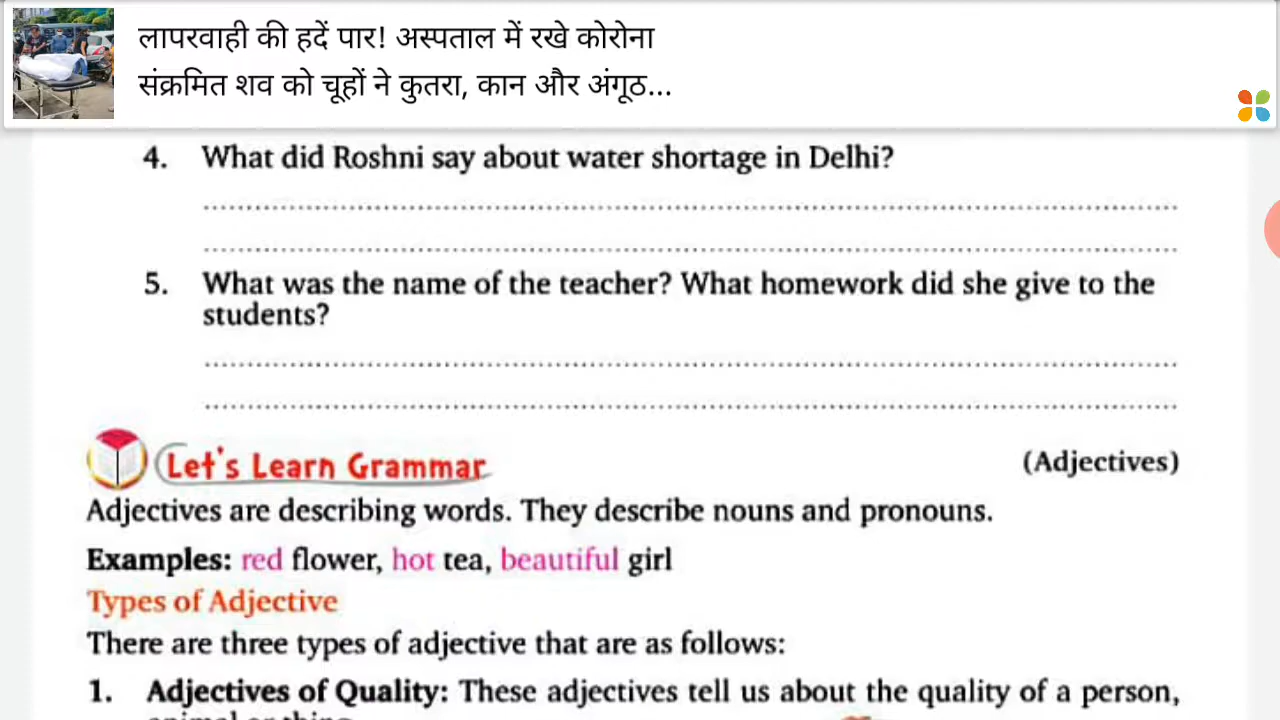 लापरवाही की हदें पार! अस्पताल में रखे कोरोना
संक्रमित शव को चूहों ने कुतरा, कान और अंगूठ...
4. What did Roshni say about water shortage in Delhi?
5. What was the name of the teacher? What homework did she give to the
students?
Let's Learn Grammar (Adjectives)
Adjectives are describing words. They describe nouns and pronouns.
Examples: red flower, hot tea, beautiful girl
Types of Adjective
There are three types of adjective that are as follows:
1. Adjectives of Quality: These adjectives tell us about the quality of a person,
animal or thing